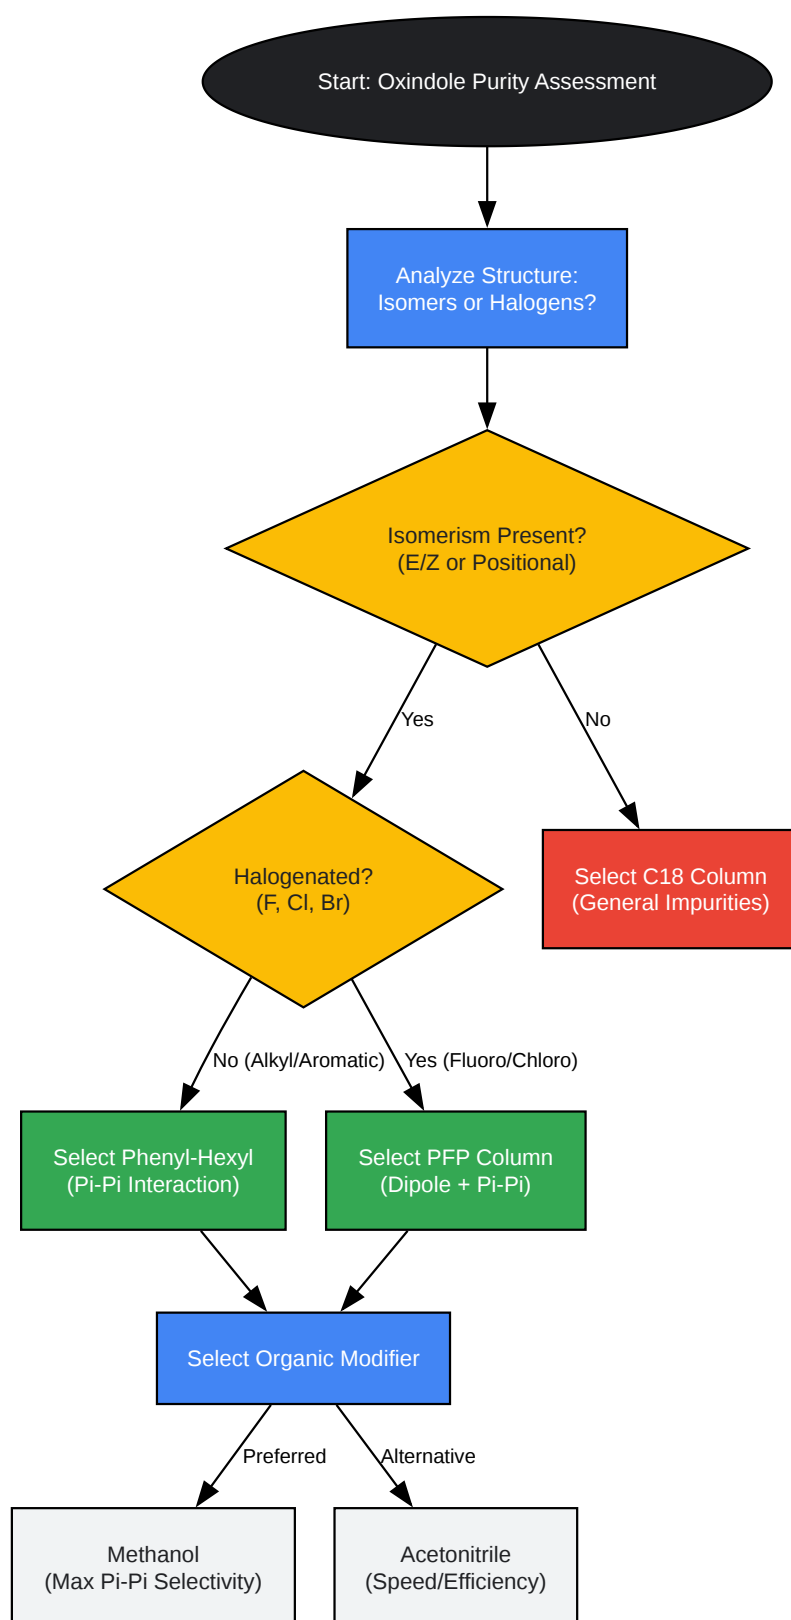 Start: Oxindole Purity Assessment
Analyze Structure:
Isomers or Halogens?
Isomerism Present?
(E/Z or Positional)
Yes
No
Halogenated?
(F, Cl, Br)
Select C18 Column
(General Impurities)
No (Alkyl/Aromatic)
Yes (Fluoro/Chloro)
Select Phenyl-Hexyl
(Pi-Pi Interaction)
Select PFP Column
(Dipole + Pi-Pi)
Select Organic Modifier
Preferred
Alternative
Methanol
(Max Pi-Pi Selectivity)
Acetonitrile
(Speed/Efficiency)